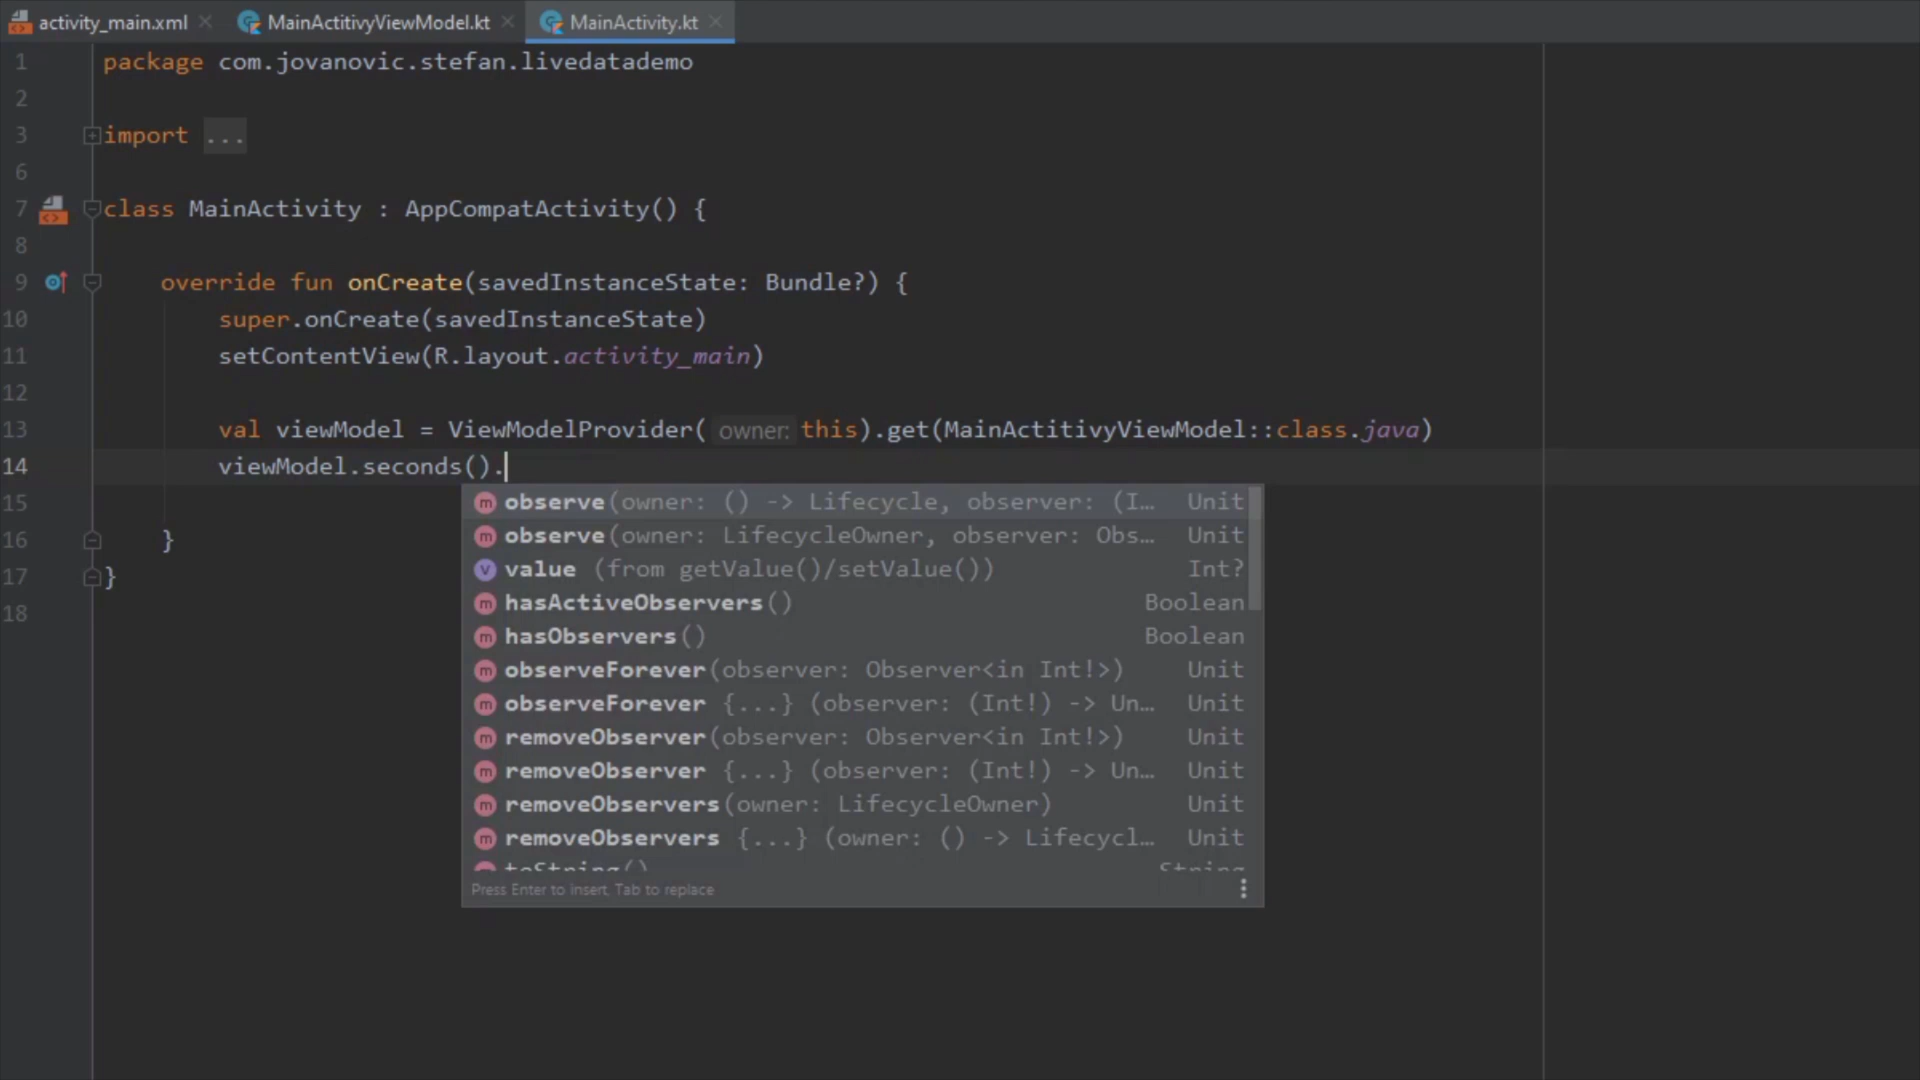 activity_main.xml
MainActitivyViewModel.kt
MainActivity.kt
1 package com.jovanovic.stefan.livedatademo
2
3 import ...
6
7 class MainActivity : AppCompatActivity() {
8
9 override fun onCreate(savedInstanceState: Bundle?) {
10 super.onCreate(savedInstanceState)
11 setContentView(R.layout.activity_main)
12
13 val viewModel = ViewModelProvider( owner: this).get(MainActitivyViewModel::class.java)
14 viewModel.seconds().
15
16 }
17 }
18
observe(owner: () -> Lifecycle, observer: (I… Unit
observe(owner: LifecycleOwner, observer: Obs… Unit
value (from getValue()/setValue()) Int?
hasActiveObservers() Boolean
hasObservers() Boolean
observeForever(observer: Observer<in Int!>) Unit
observeForever {...} (observer: (Int!) -> Un… Unit
removeObserver(observer: Observer<in Int!>) Unit
removeObserver {...} (observer: (Int!) -> Un… Unit
removeObservers(owner: LifecycleOwner) Unit
removeObservers {...} (owner: () -> Lifecycl… Unit
toString() String
Press Enter to insert, Tab to replace